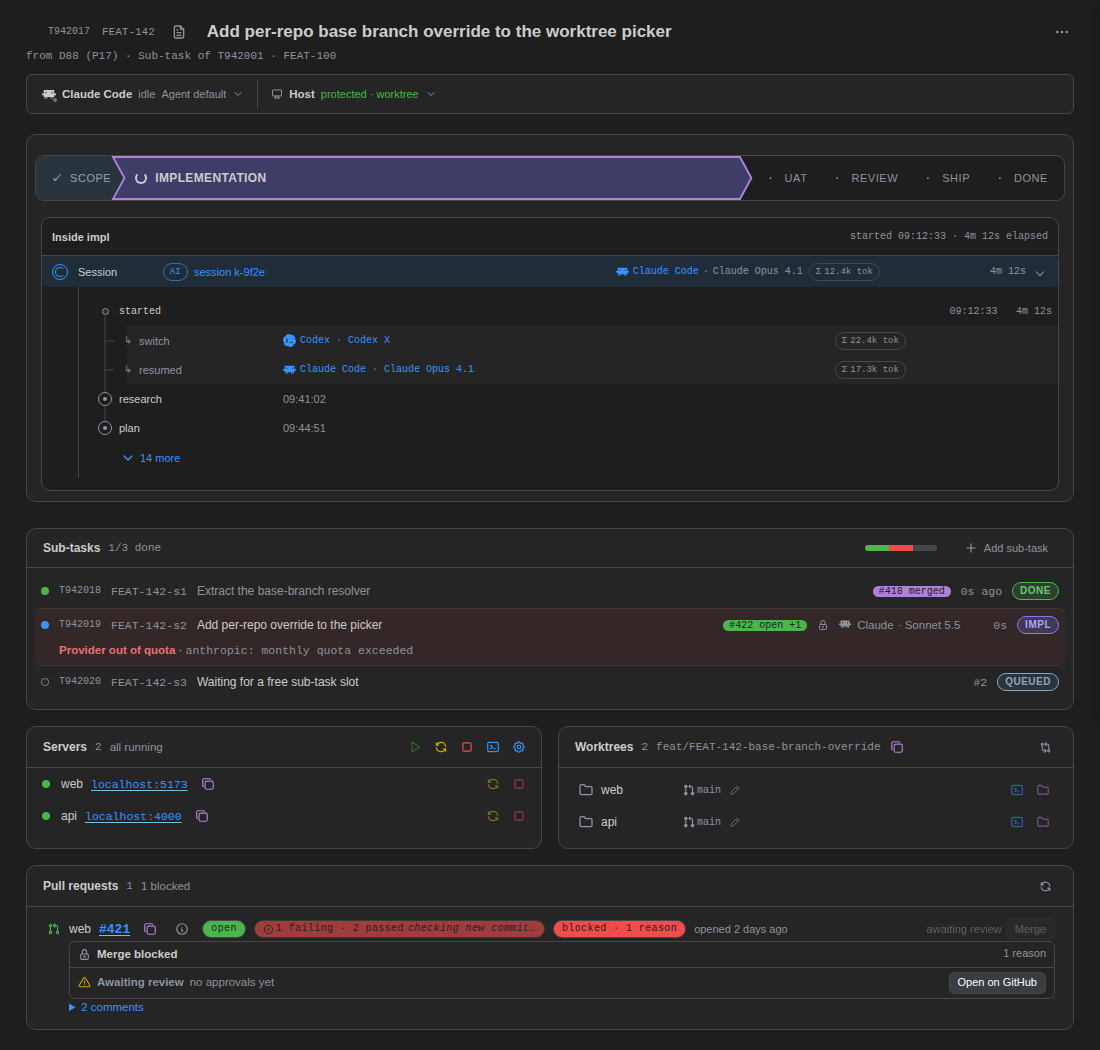 T942017 FEAT-142 Add per-repo base branch override to the worktree picker
from D88 (P17) · Sub-task of T942001 · FEAT-100
Claude Code idle Agent default Host protected · worktree
SCOPE IMPLEMENTATION · UAT · REVIEW · SHIP · DONE
Inside impl started 09:12:33 · 4m 12s elapsed
Session AI session k-9f2e Claude Code · Claude Opus 4.1 Σ 12.4k tok 4m 12s
started 09:12:33 4m 12s
↳ switch Codex · Codex X Σ 22.4k tok
↳ resumed Claude Code · Claude Opus 4.1 Σ 17.3k tok
research 09:41:02
plan 09:44:51
14 more
Sub-tasks 1/3 done Add sub-task
T942018 FEAT-142-s1 Extract the base-branch resolver #418 merged 0s ago DONE
T942019 FEAT-142-s2 Add per-repo override to the picker #422 open +1 Claude · Sonnet 5.5 0s IMPL
Provider out of quota · anthropic: monthly quota exceeded
T942020 FEAT-142-s3 Waiting for a free sub-task slot #2 QUEUED
Servers 2 all running
web localhost:5173
api localhost:4000
Worktrees 2 feat/FEAT-142-base-branch-override
web main
api main
Pull requests 1 1 blocked
web #421 open 1 failing · 2 passed checking new commit… blocked · 1 reason opened 2 days ago awaiting review Merge
Merge blocked 1 reason
Awaiting review no approvals yet Open on GitHub
2 comments